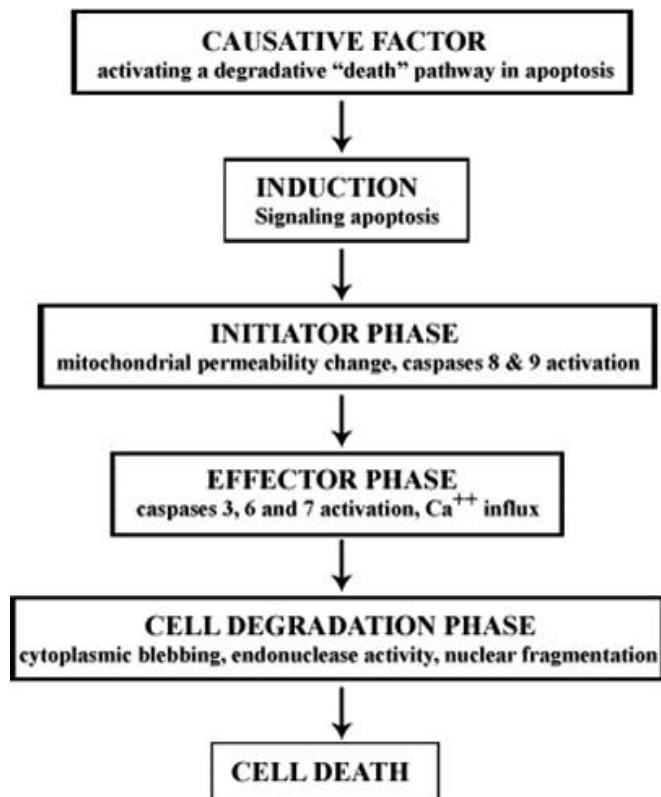 CAUSATIVE FACTOR
activating a degradative “death” pathway in apoptosis
INDUCTION
Signaling apoptosis
INITIATOR PHASE
mitochondrial permeability change, caspases 8 & 9 activation
EFFECTOR PHASE
caspases 3, 6 and 7 activation, Ca++ influx
CELL DEGRADATION PHASE
cytoplasmic blebbing, endonuclease activity, nuclear fragmentation
CELL DEATH